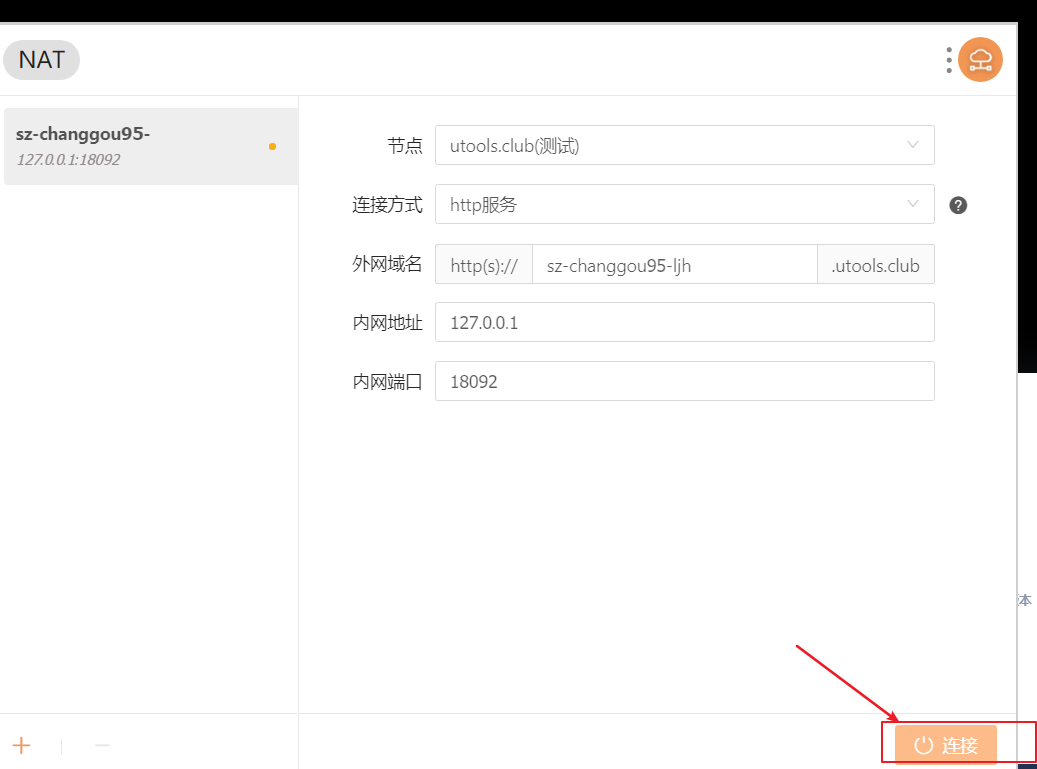 NAT
sz-changgou95-
127.0.0.1:18092
节点
utools.club(测试)
连接方式
http服务
?
外网域名
http(s)://
sz-changgou95-ljh
.utools.club
内网地址
127.0.0.1
内网端口
18092
本
连接